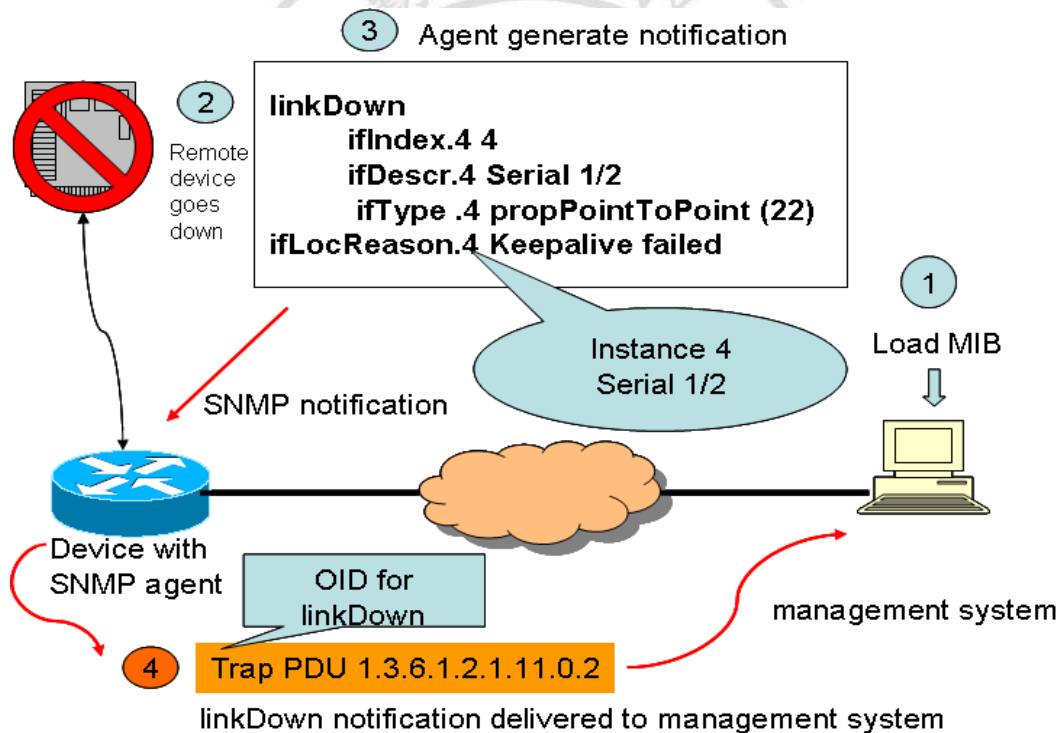 3 Agent generate notification
2
Remote
device
goes
down
linkDown
ifIndex.4 4
ifDescr.4 Serial 1/2
ifType .4 propPointToPoint (22)
ifLocReason.4 Keepalive failed
1
Load MIB
Instance 4
Serial 1/2
SNMP notification
Device with
SNMP agent
OID for
linkDown
management system
4 Trap PDU 1.3.6.1.2.1.11.0.2
linkDown notification delivered to management system